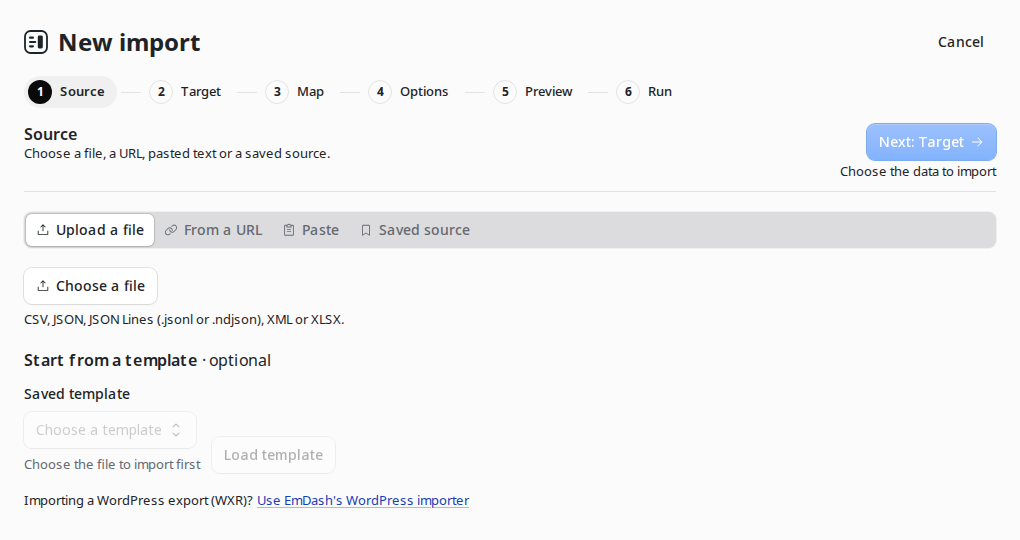 New import
Cancel
1 Source 2 Target 3 Map 4 Options 5 Preview 6 Run
Source
Choose a file, a URL, pasted text or a saved source.
Next: Target →
Choose the data to import
Upload a file From a URL Paste Saved source
Choose a file
CSV, JSON, JSON Lines (.jsonl or .ndjson), XML or XLSX.
Start from a template · optional
Saved template
Choose a template
Load template
Choose the file to import first
Importing a WordPress export (WXR)? Use EmDash's WordPress importer